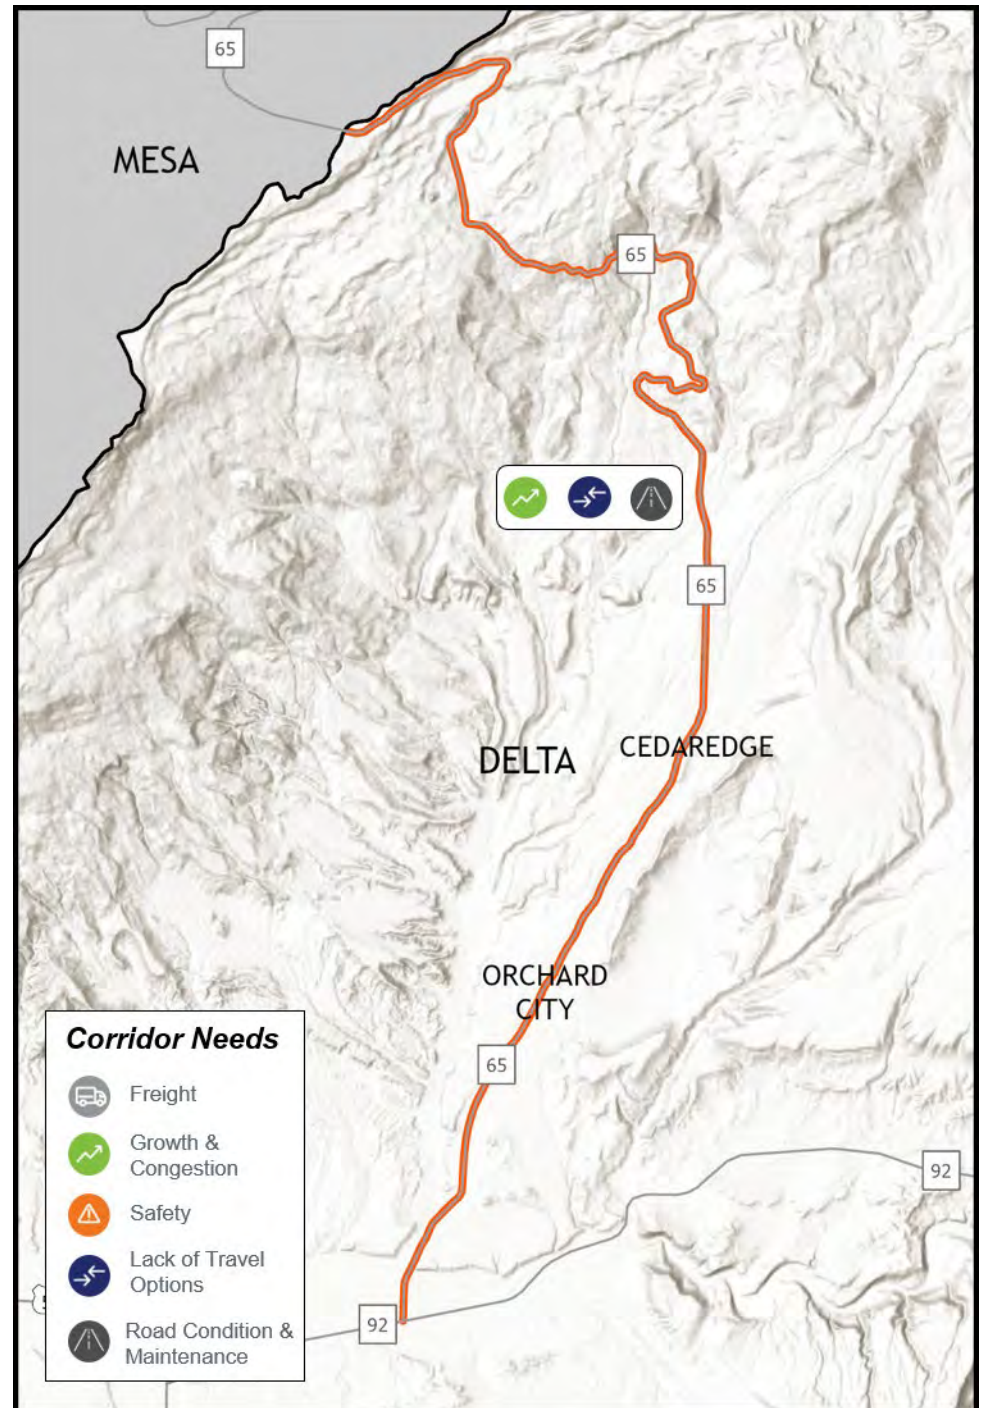 65
MESA
65
65
CEDAREDGE
DELTA
ORCHARD
CITY
65
92
92
Corridor Needs
Freight
Growth &
Congestion
Safety
Lack of Travel
Options
Road Condition &
Maintenance